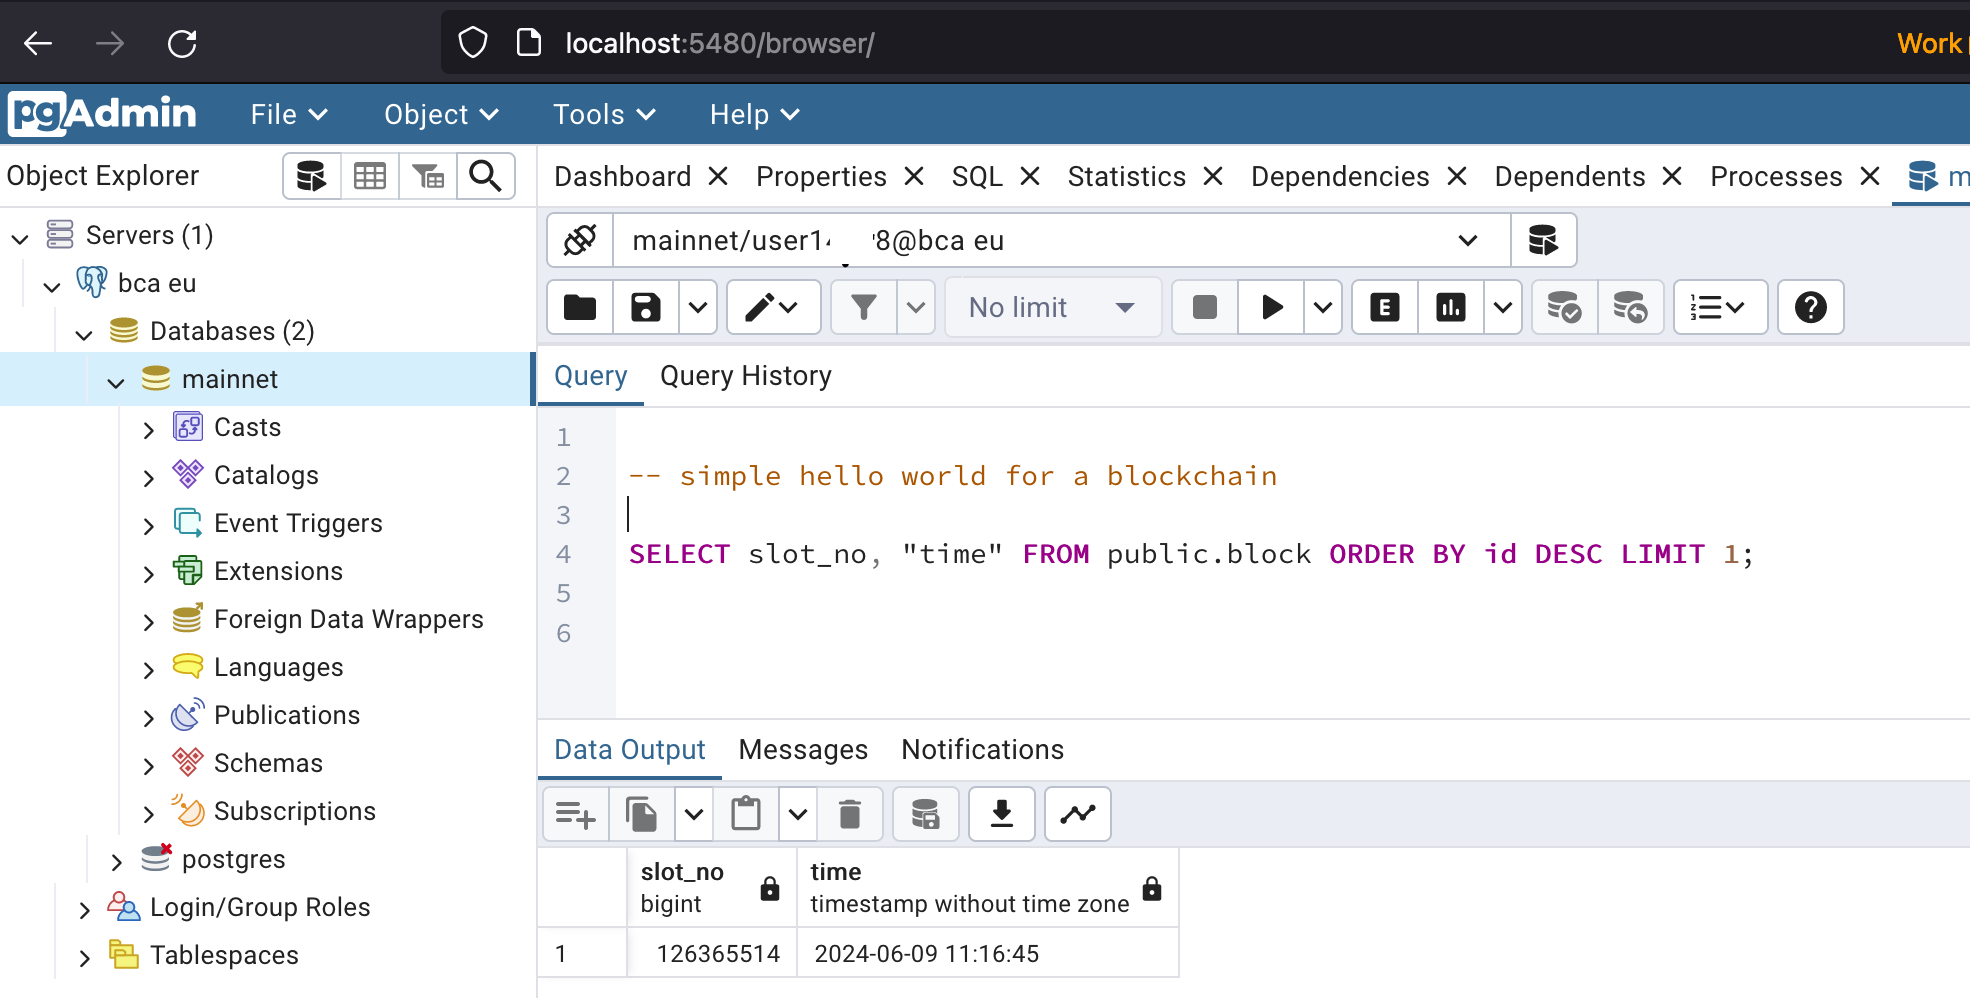 localhost:5480/browser/
Work
pgAdmin File Object Tools Help
Object Explorer
Dashboard Properties SQL Statistics Dependencies Dependents Processes
Servers (1)
bca eu
Databases (2)
mainnet
Casts
Catalogs
Event Triggers
Extensions
Foreign Data Wrappers
Languages
Publications
Schemas
Subscriptions
postgres
Login/Group Roles
Tablespaces
mainnet/user1 8@bca eu
No limit
Query Query History
1
2 -- simple hello world for a blockchain
3
4 SELECT slot_no, "time" FROM public.block ORDER BY id DESC LIMIT 1;
5
6
Data Output Messages Notifications
slot_no time
bigint timestamp without time zone
1 126365514 2024-06-09 11:16:45